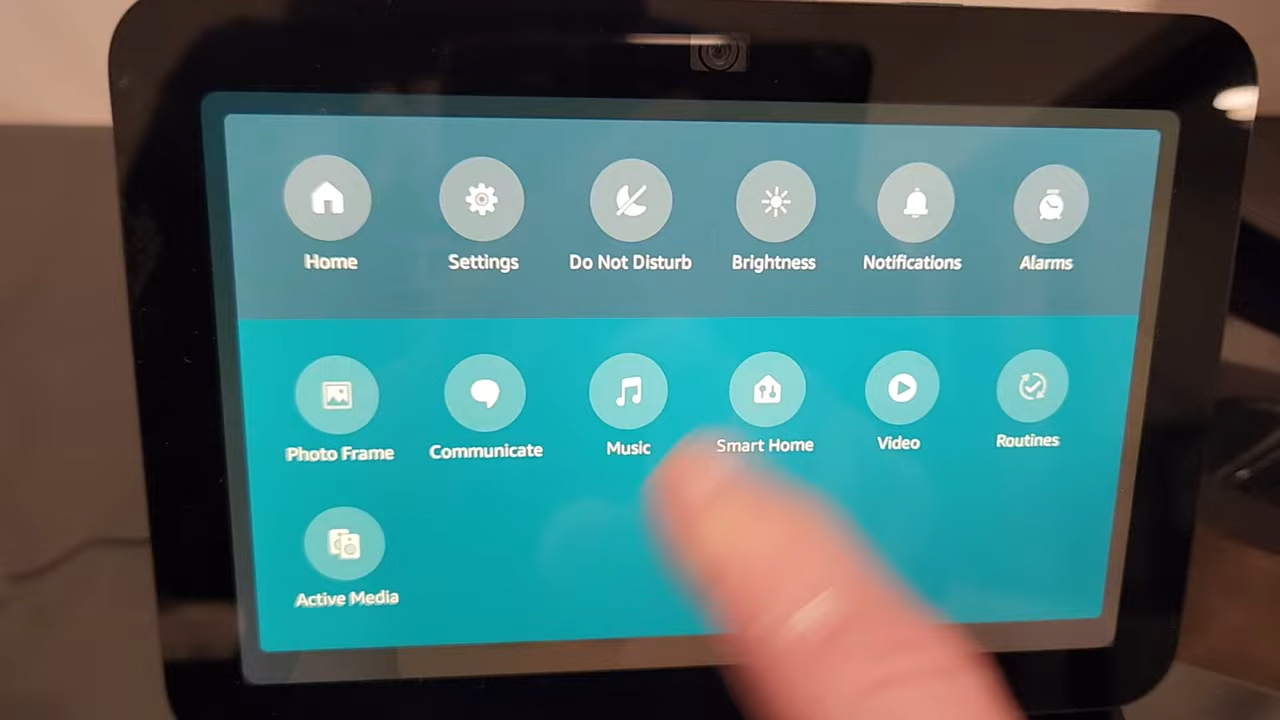 Home Settings Do Not Disturb Brightness Notifications Alarms
Photo Frame Communicate Music Smart Home Video Routines
Active Media